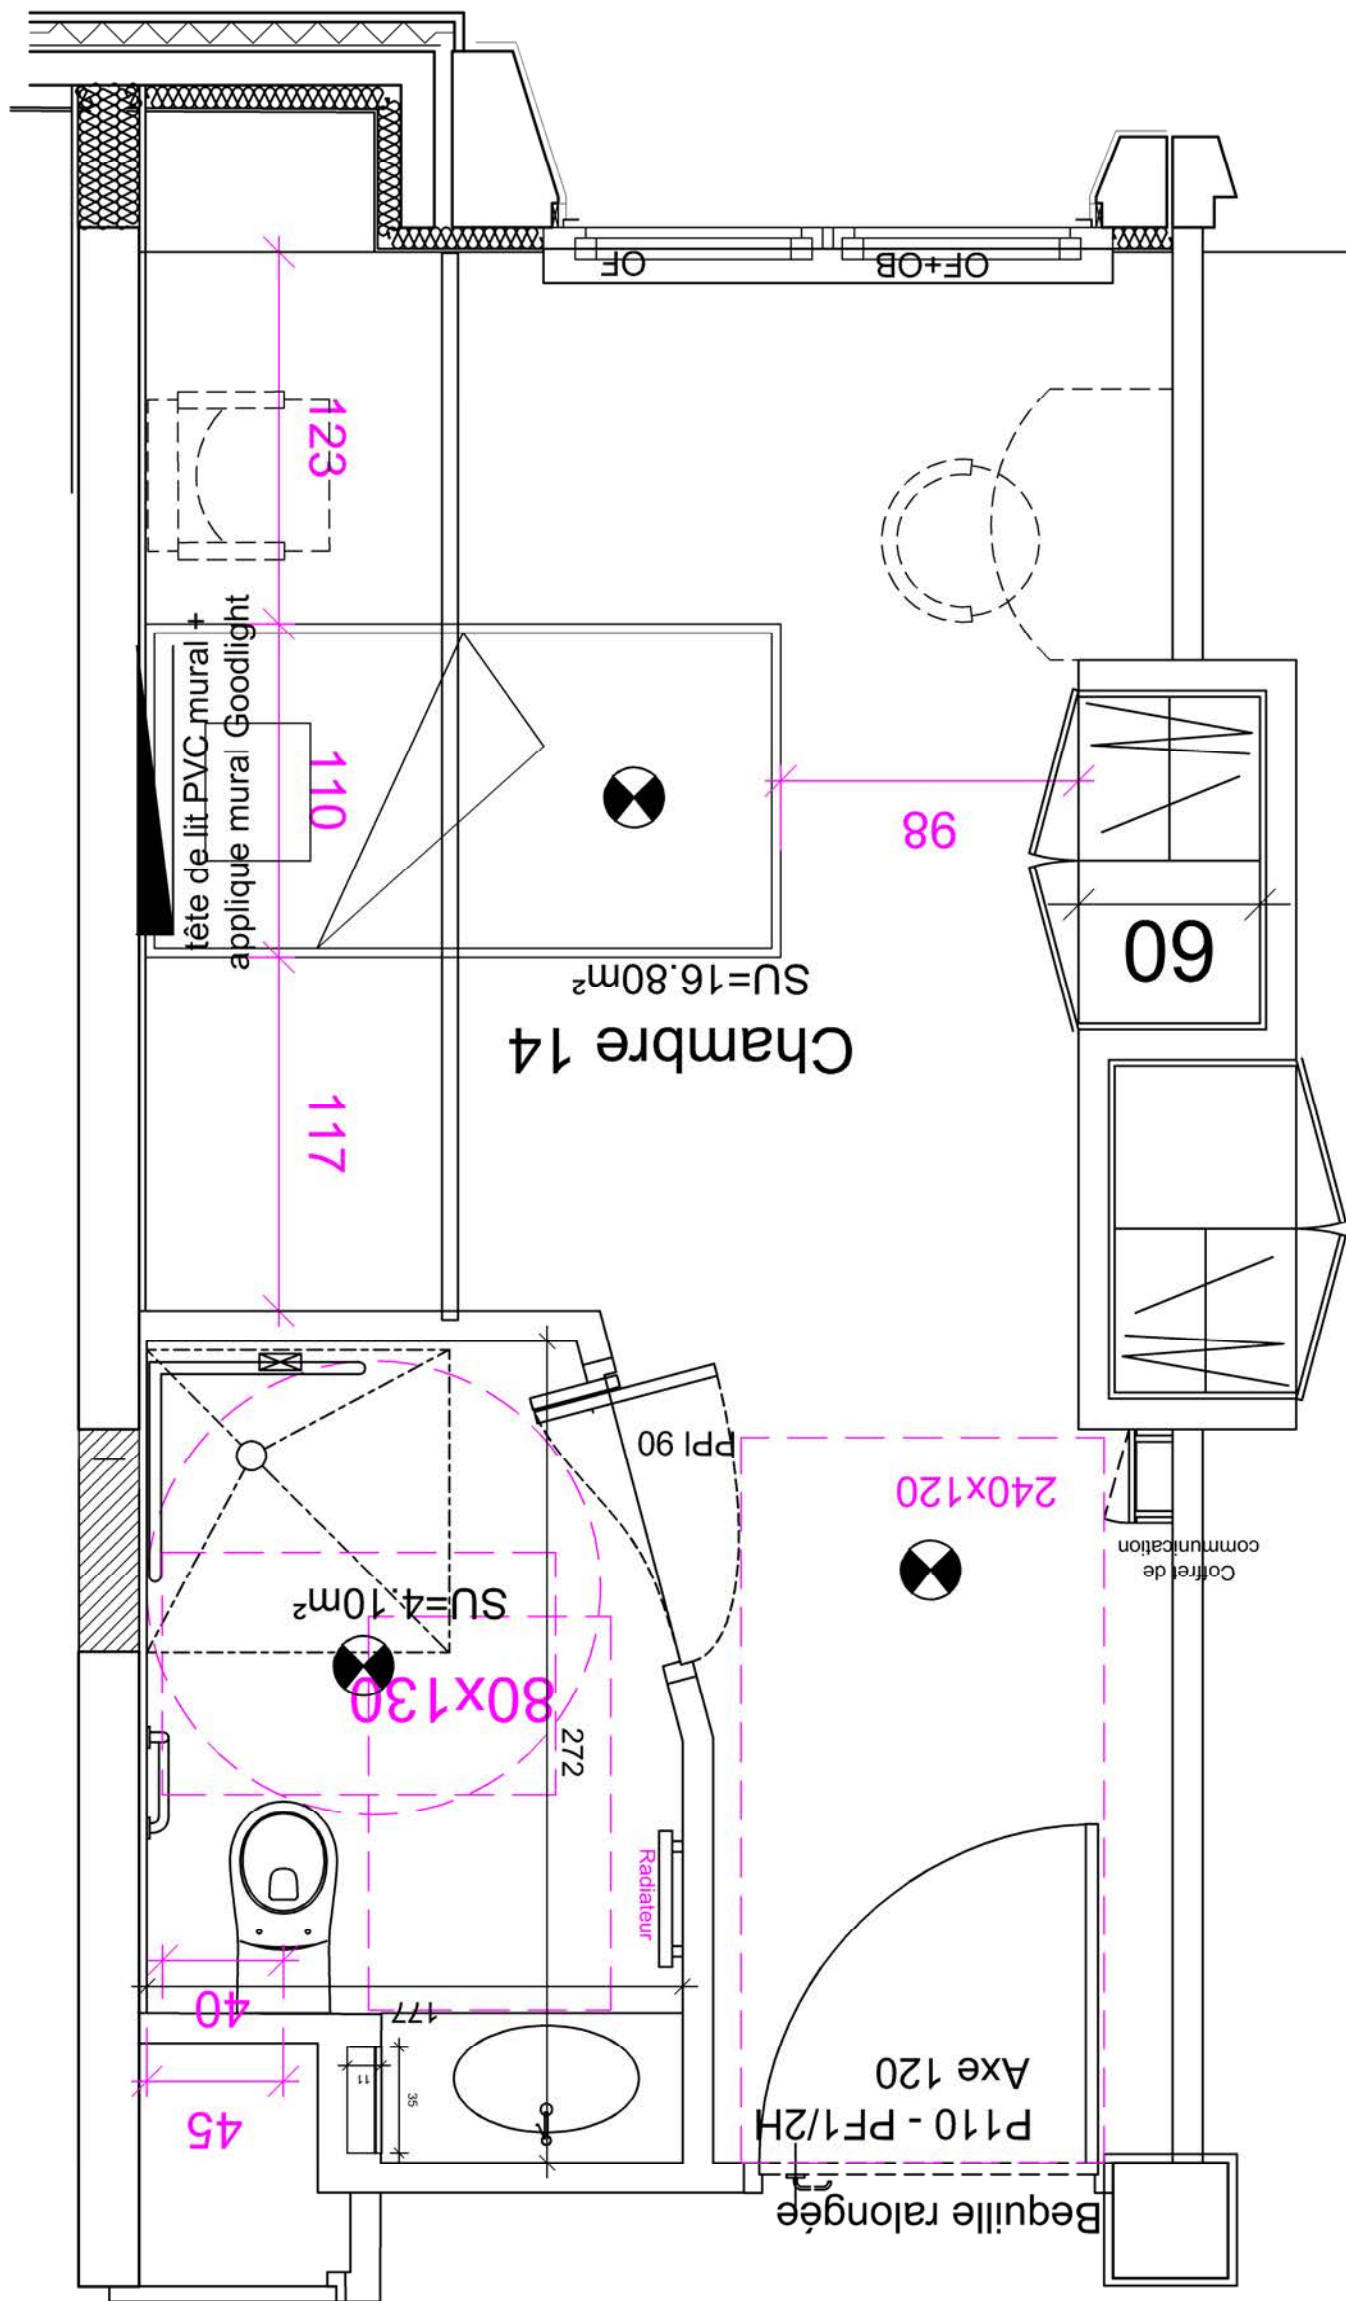 OF
OF+OB
123
tête de lit PVC mural +
applique mural Goodlight
110
98
60
SU=16.80m²
Chambre 14
117
PPI 90
240x120
Coffret de
communication
SU=4.10m²
80x130
272
Radiateur
40
177
45
11
35
Axe 120
P110 - PF1/2H
Bequille ralongée